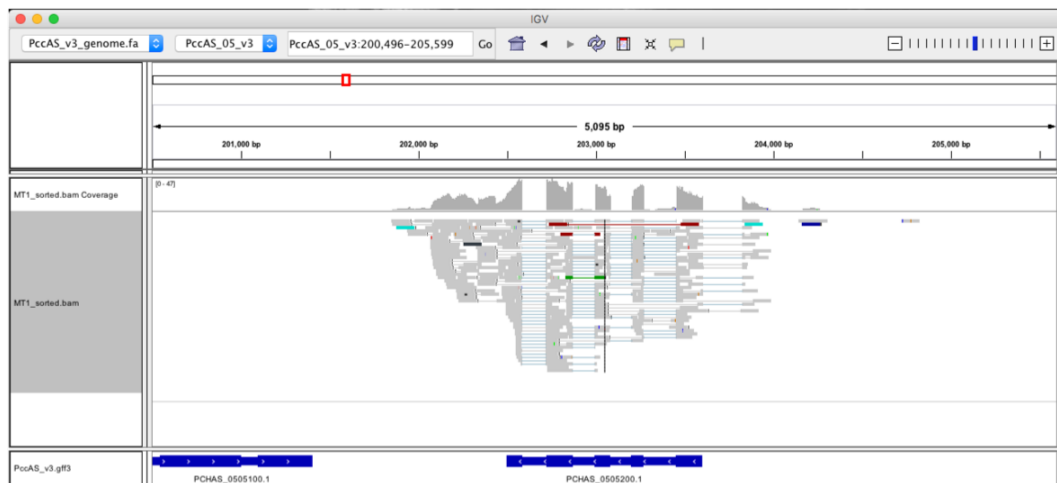 IGV
PccAS_v3_genome.fa PccAS_05_v3 PccAS_05_v3:200,496-205,599 Go
5,095 bp
201,000 bp 202,000 bp 203,000 bp 204,000 bp 205,000 bp
[0 - 47]
MT1_sorted.bam Coverage
MT1_sorted.bam
PccAS_v3.gff3
PCHAS_0505100.1 PCHAS_0505200.1